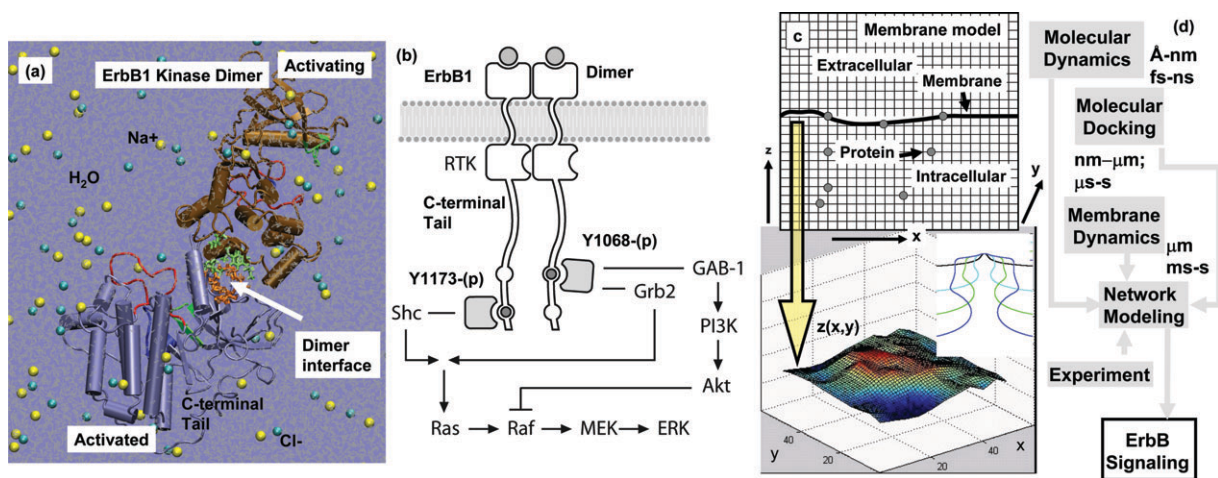 (a)
ErbB1 Kinase Dimer
Activating
Na+
H2O
Dimer
interface
C-terminal
Tail
Activated
Cl-
(b)
ErbB1
Dimer
RTK
C-terminal
Tail
Y1068-(p)
Y1173-(p)
GAB-1
Grb2
Shc
PI3K
Akt
Ras
Raf
MEK
ERK
c
Membrane model
Extracellular
Membrane
Protein
Intracellular
z
x
y
z(x,y)
40
20
y
20
40
x
(d)
Molecular
Dynamics
Å-nm
fs-ns
Molecular
Docking
nm–μm;
μs-s
Membrane
Dynamics
μm
ms-s
Network
Modeling
Experiment
ErbB
Signaling